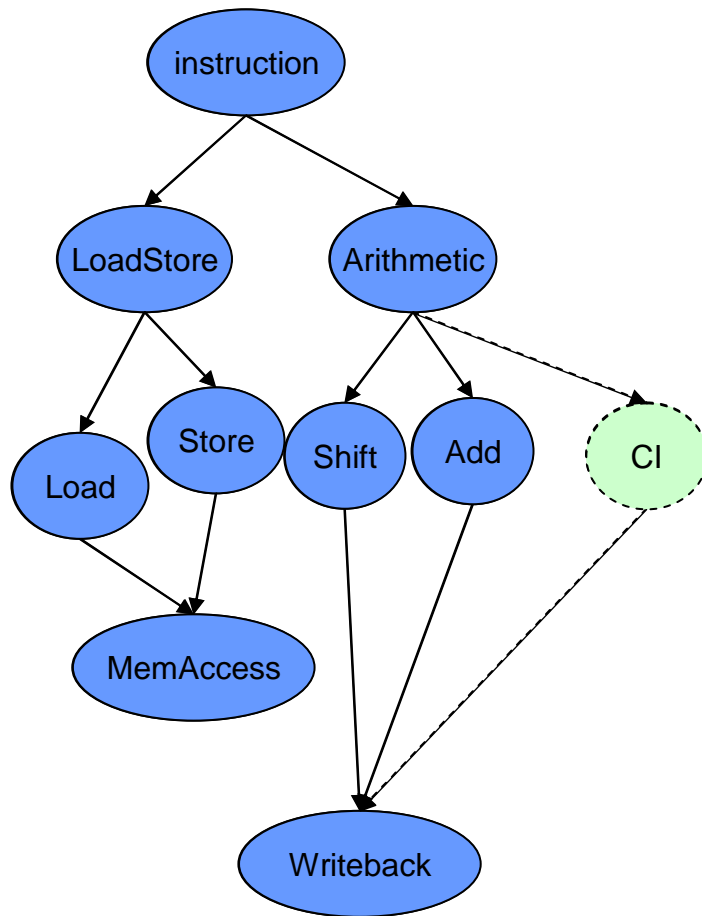 instruction
LoadStore
Arithmetic
Store
Shift
Add
CI
Load
MemAccess
Writeback